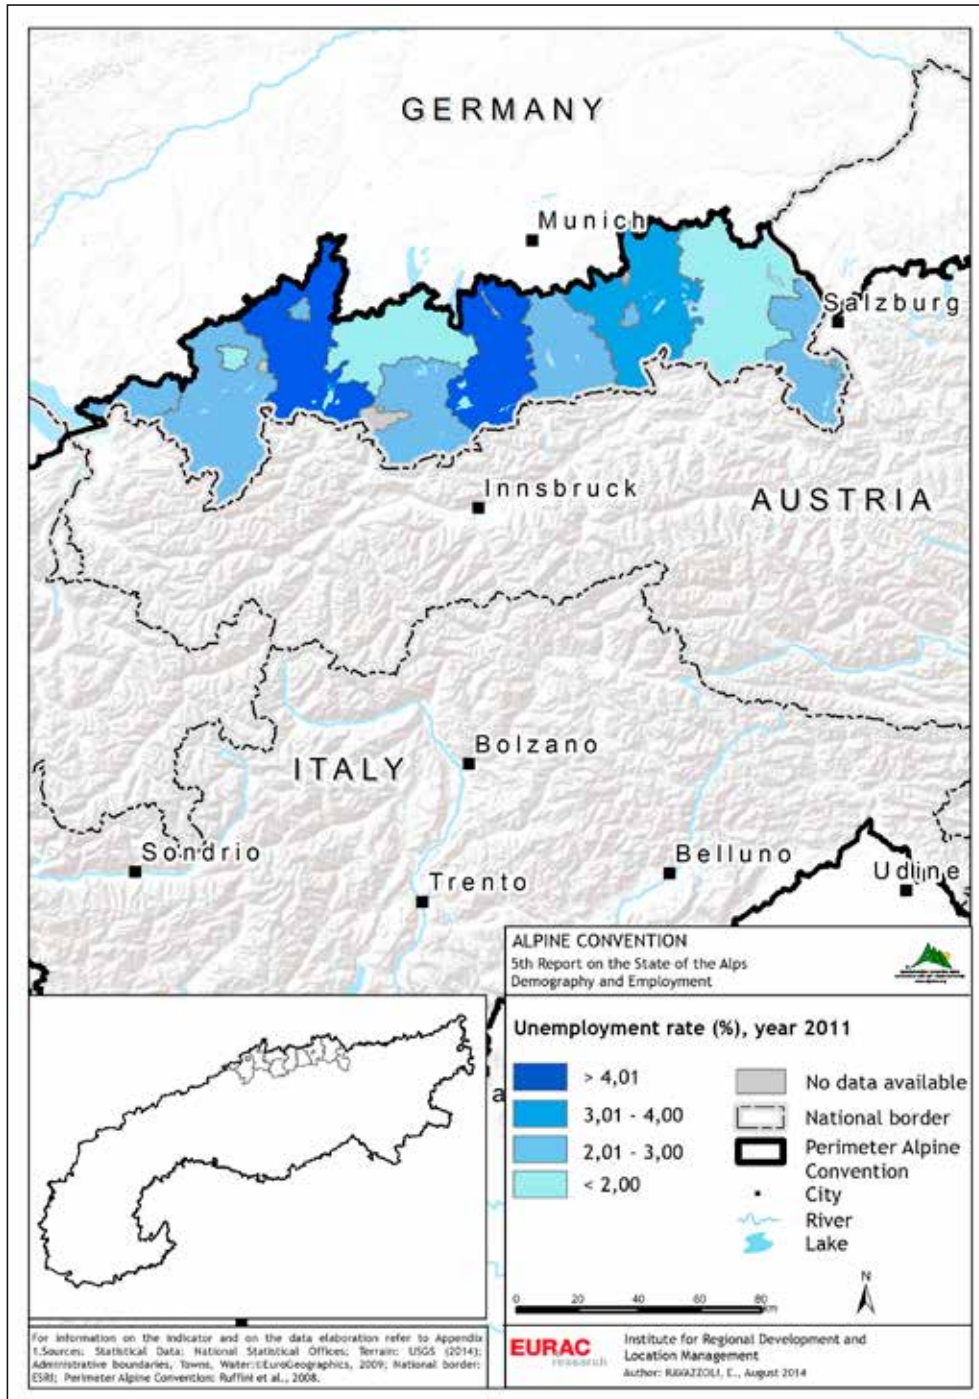 GERMANY
Munich
Salzburg
Innsbruck
AUSTRIA
Bolzano
ITALY
Sondrio
Belluno
Udine
Trento
ALPINE CONVENTION
5th Report on the State of the Alps
Demography and Employment
Unemployment rate (%), year 2011
> 4,01
3,01 - 4,00
2,01 - 3,00
< 2,00
No data available
National border
Perimeter Alpine
Convention
City
River
Lake
a
N
0 20 40 60 80
km
For information on the indicator and on the data elaboration refer to Appendix
1.Sources: Statistical Data: National Statistical Offices; Terrain: USGS (2014);
Administrative boundaries, Towns, Water:©EuroGeographics, 2009; National border:
ESRI; Perimeter Alpine Convention: Ruffini et al., 2008.
EURAC
research
Institute for Regional Development and
Location Management
Author: RAVAZZOLI, E., August 2014